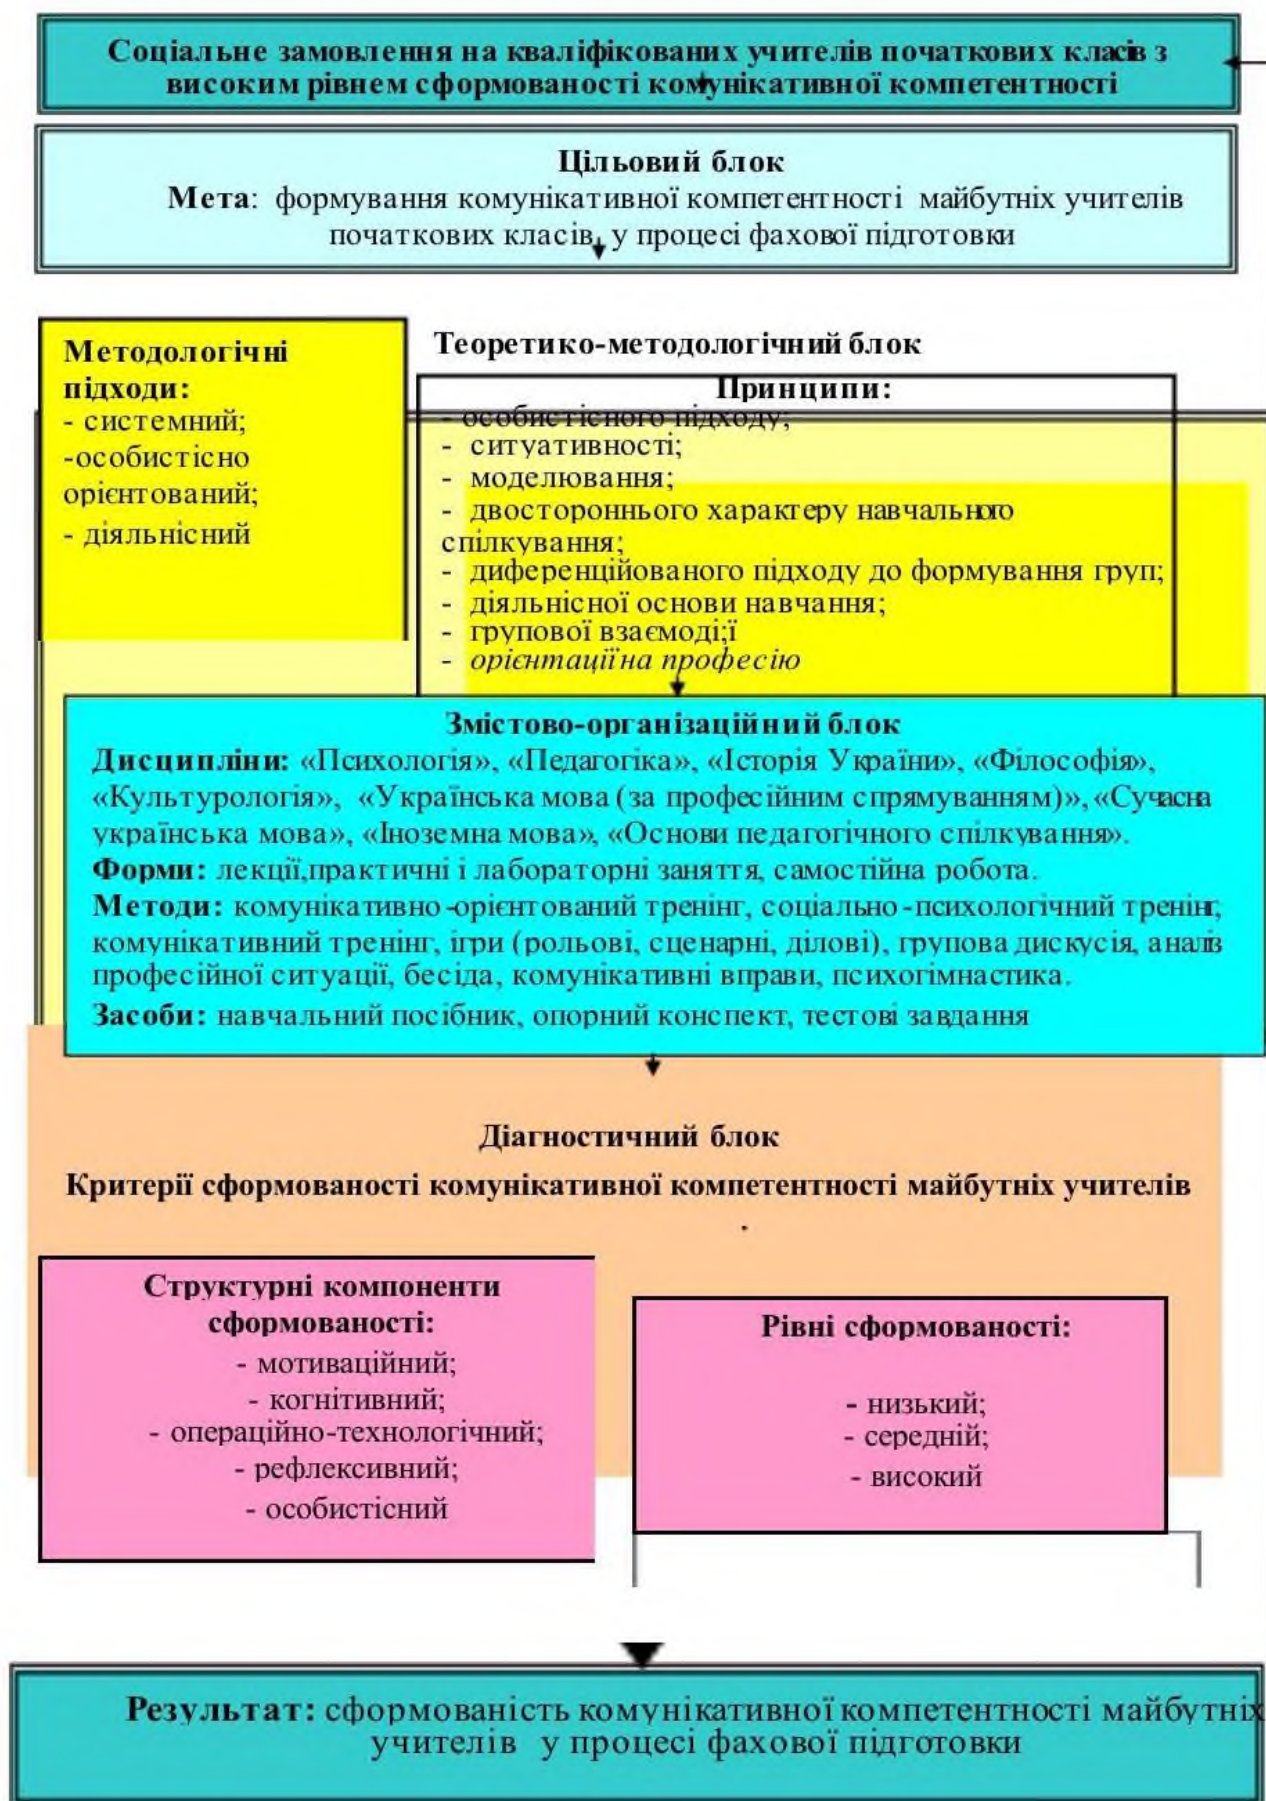 Соціальне замовлення на кваліфікованих учителів початкових класів з
високим рівнем сформованості комунікативної компетентності
Цільовий блок
Мета: формування комунікативної компетентності майбутніх учителів
початкових класів у процесі фахової підготовки
Методологічні
підходи:
- системний;
-особистісно
орієнтований;
- діяльнісний
Теоретико-методологічний блок
Принципи:
- особистісного підходу;
- ситуативності;
- моделювання;
- двостороннього характеру навчального
спілкування;
- диференційованого підходу до формування груп;
- діяльнісної основи навчання;
- групової взаємоді;ї
- орієнтації на професію
Змістово-організаційний блок
Дисципліни: «Психологія», «Педагогіка», «Історія України», «Філософія»,
«Культурологія», «Українська мова (за професійним спрямуванням)», «Сучасна
українська мова», «Іноземна мова», «Основи педагогічного спілкування».
Форми: лекції,практичні і лабораторні заняття, самостійна робота.
Методи: комунікативно-орієнтований тренінг, соціально-психологічний тренінг,
комунікативний тренінг, ігри (рольові, сценарні, ділові), групова дискусія, аналіз
професійної ситуації, бесіда, комунікативні вправи, психогімнастика.
Засоби: навчальний посібник, опорний конспект, тестові завдання
Діагностичний блок
Критерії сформованості комунікативної компетентності майбутніх учителів
.
Структурні компоненти
сформованості:
- мотиваційний;
- когнітивний;
- операційно-технологічний;
- рефлексивний;
- особистісний
Рівні сформованості:
- низький;
- середній;
- високий
Результат: сформованість комунікативної компетентності майбутніх
учителів у процесі фахової підготовки